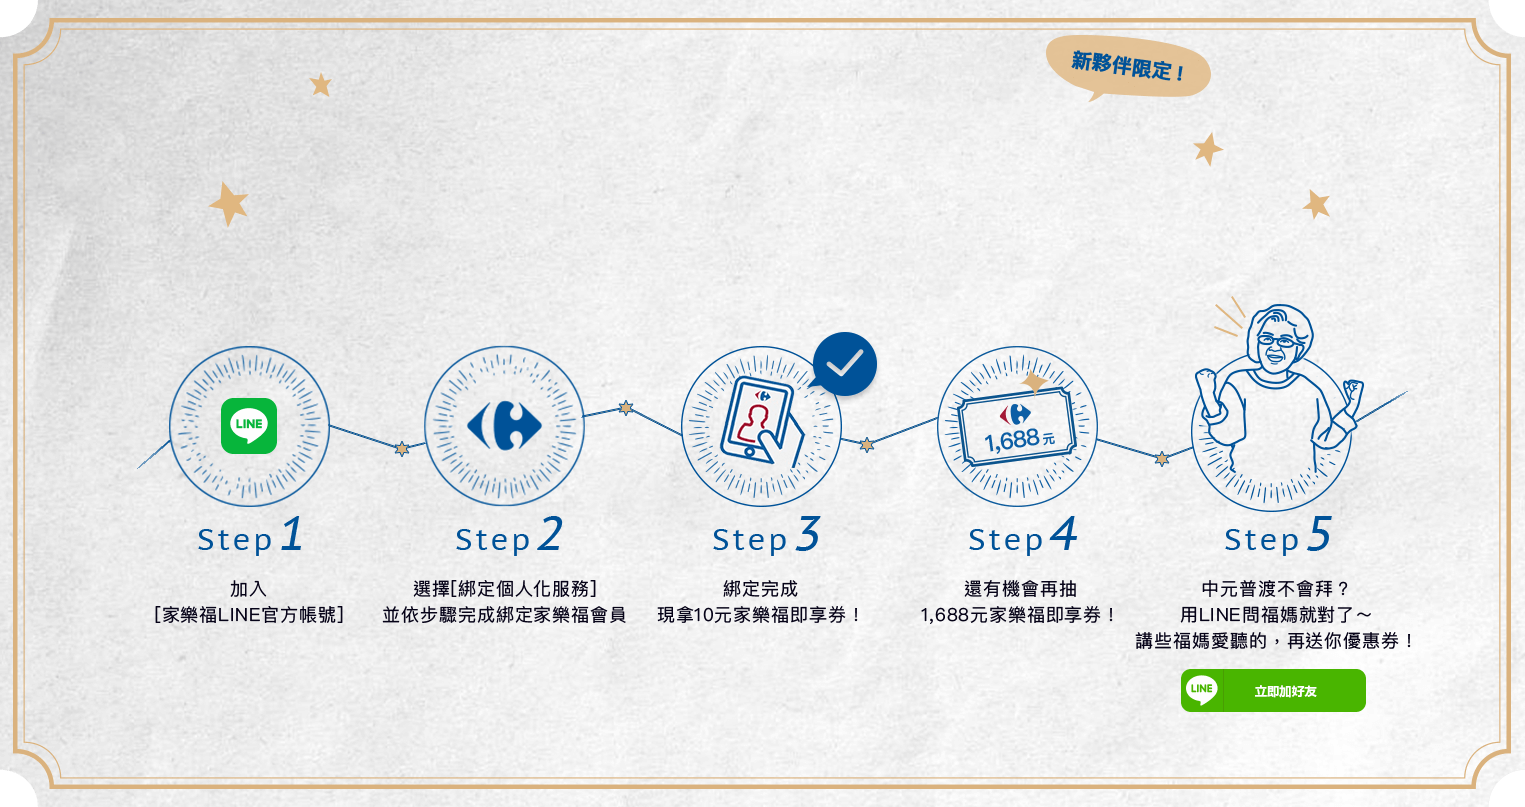 新夥伴限定!
LINE
1,688元
Step 1
加入
[家樂福LINE官方帳號]
Step 2
選擇[綁定個人化服務]
並依步驟完成綁定家樂福會員
Step 3
綁定完成
現拿10元家樂福即享券!
Step 4
還有機會再抽
1,688元家樂福即享券!
Step 5
中元普渡不會拜?
用LINE問福媽就對了～
講些福媽愛聽的，再送你優惠券!
LINE 立即加好友